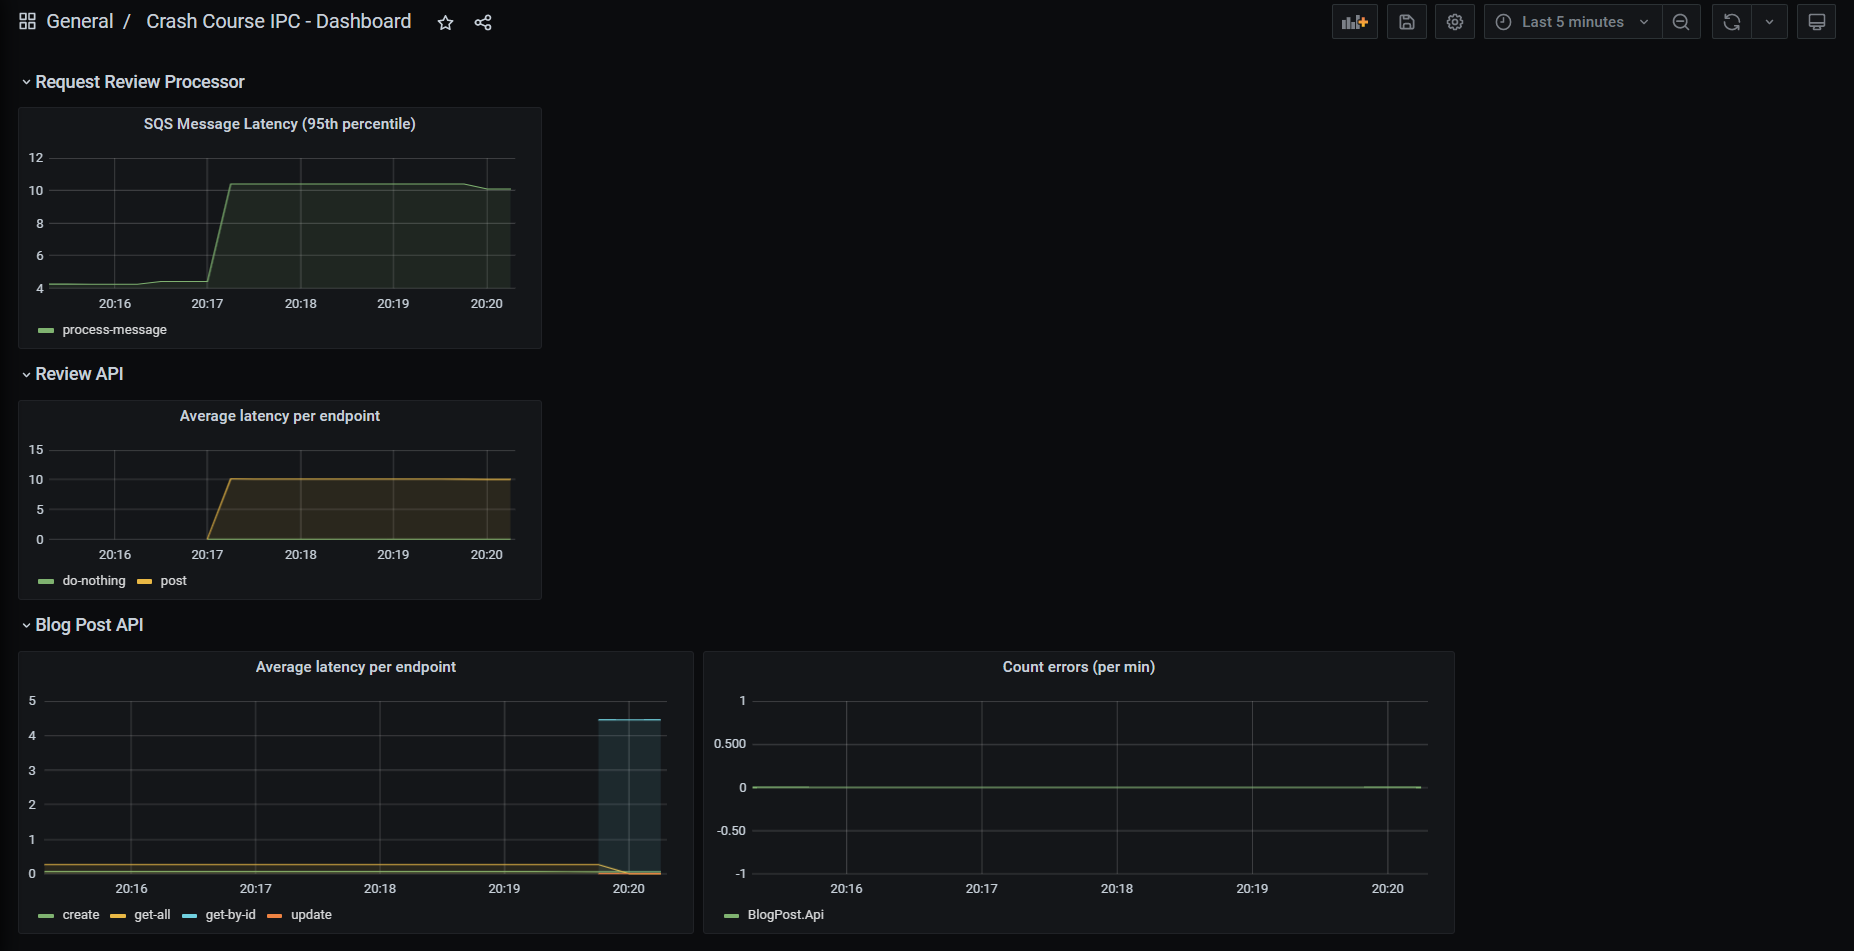 General / Crash Course IPC - Dashboard
Last 5 minutes
Request Review Processor
SQS Message Latency (95th percentile)
12
10
8
6
4
20:16 20:17 20:18 20:19 20:20
process-message
Review API
Average latency per endpoint
15
10
5
0
20:16 20:17 20:18 20:19 20:20
do-nothing post
Blog Post API
Average latency per endpoint
5
4
3
2
1
0
20:16 20:17 20:18 20:19 20:20
create get-all get-by-id update
Count errors (per min)
1
0.500
0
-0.50
-1
20:16 20:17 20:18 20:19 20:20
BlogPost.Api